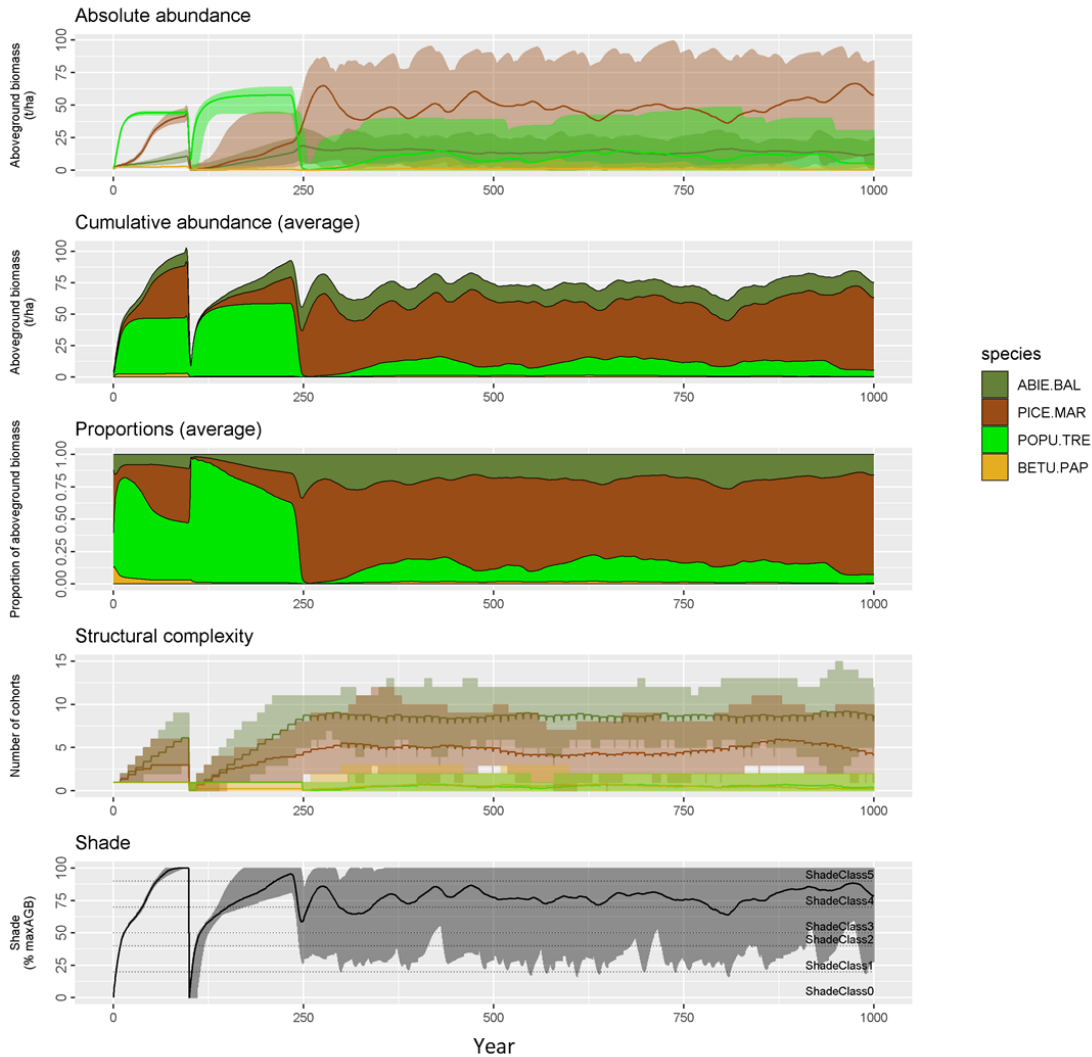 Absolute abundance
Aboveground biomass
(t/ha)
100
75
50
25
0
0
250
500
750
1000
Cumulative abundance (average)
Aboveground biomass
(t/ha)
100
75
50
25
0
0
250
500
750
1000
Proportions (average)
Proportion of aboveground biomass
1.00
0.75
0.50
0.25
0.00
0
250
500
750
1000
Structural complexity
Number of cohorts
15
10
5
0
0
250
500
750
1000
Shade
Shade
(% maxAGB)
100
75
50
25
0
ShadeClass5
ShadeClass4
ShadeClass3
ShadeClass2
ShadeClass1
ShadeClass0
0
250
500
750
1000
Year
species
ABIE.BAL
PICE.MAR
POPU.TRE
BETU.PAP